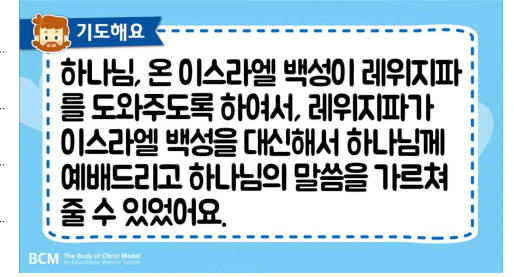 기도해요
하나님, 온 이스라엘 백성이 레위지파
를 도와주도록 하여서, 레위지파가
이스라엘 백성을 대신해서 하나님께
예배드리고 하나님의 말씀을 가르쳐
줄 수 있었어요.
BCM The Body of Christ Model
An Educational Ministry System